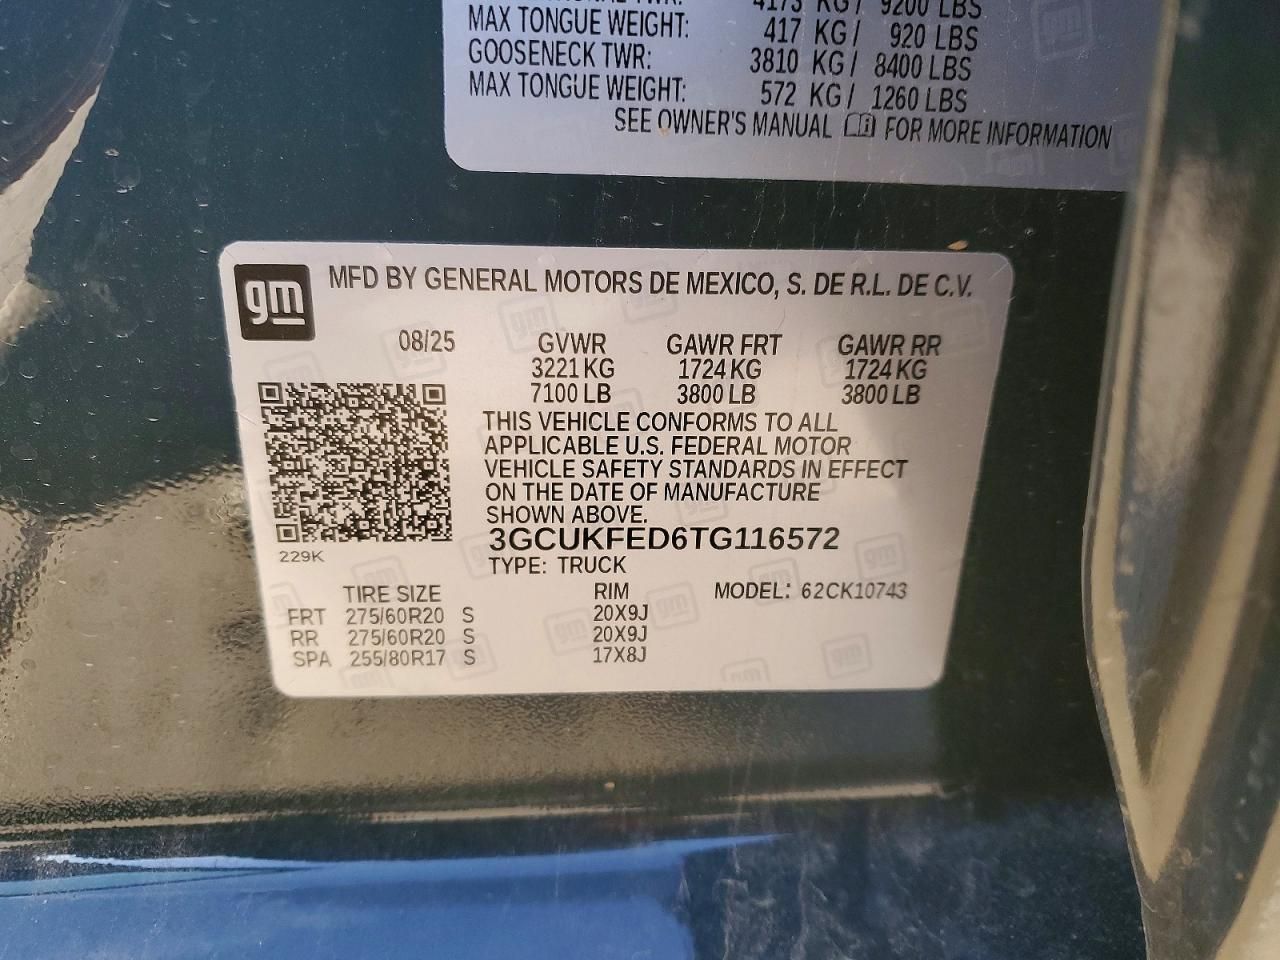 4173 KG/ 9200 LBS
MAX TONGUE WEIGHT: 417 KG/ 920 LBS
GOOSENECK TWR: 3810 KG/ 8400 LBS
MAX TONGUE WEIGHT: 572 KG/ 1260 LBS
SEE OWNER'S MANUAL FOR MORE INFORMATION
gm
MFD BY GENERAL MOTORS DE MEXICO, S. DE R.L. DE C.V.
08/25 GVWR GAWR FRT GAWR RR
3221 KG 1724 KG 1724 KG
7100 LB 3800 LB 3800 LB
THIS VEHICLE CONFORMS TO ALL
APPLICABLE U.S. FEDERAL MOTOR
VEHICLE SAFETY STANDARDS IN EFFECT
ON THE DATE OF MANUFACTURE
SHOWN ABOVE.
3GCUKFED6TG116572
229K
TYPE: TRUCK
TIRE SIZE RIM MODEL: 62CK10743
FRT 275/60R20 S 20X9J
RR 275/60R20 S 20X9J
SPA 255/80R17 S 17X8J